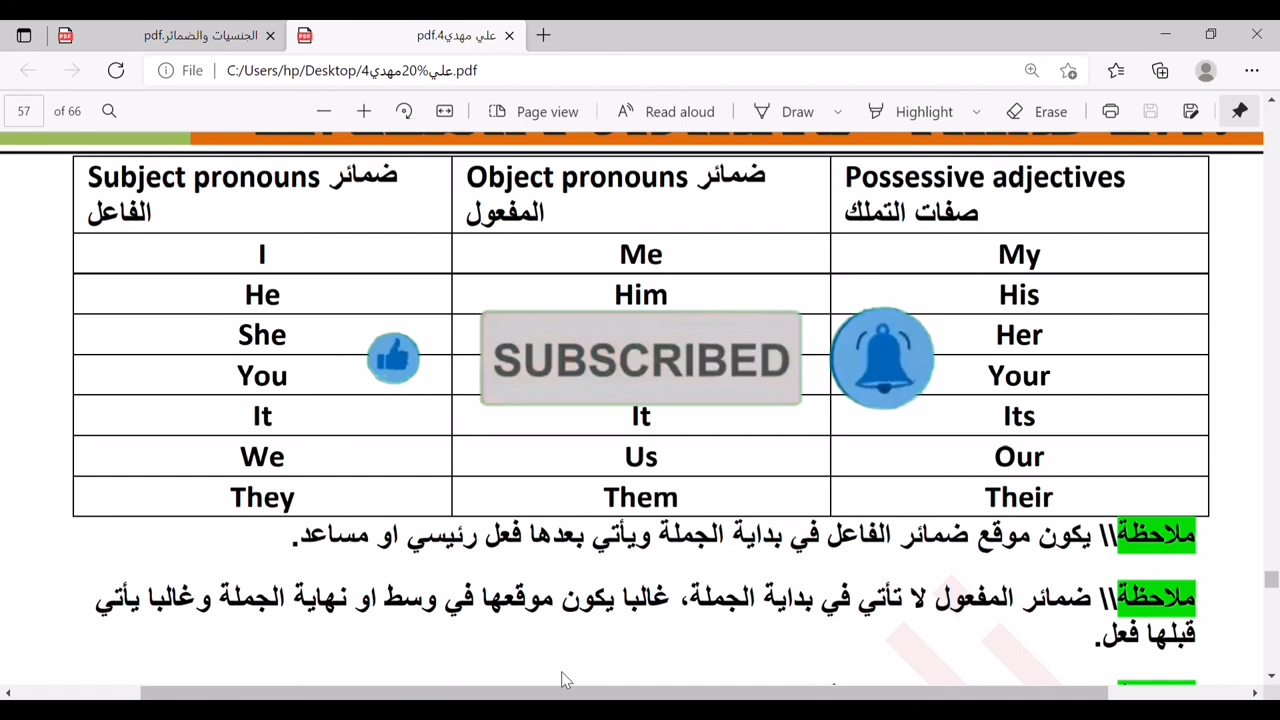 الجنسيات والضمائر.pdf
علي مهدي4.pdf
File
C:/Users/hp/Desktop/علي%20مهدي4.pdf
57 of 66
Page view
Read aloud
Draw
Highlight
Erase
Subject pronouns ضمائر
الفاعل
Object pronouns ضمائر
المفعول
Possessive adjectives
صفات التملك
I Me My
He Him His
She Her
You Your
SUBSCRIBED
It It Its
We Us Our
They Them Their
ملاحظة\\ يكون موقع ضمائر الفاعل في بداية الجملة ويأتي بعدها فعل رئيسي او مساعد.
ملاحظة\\ ضمائر المفعول لا تأتي في بداية الجملة، غالبا يكون موقعها في وسط او نهاية الجملة وغالبا يأتي
قبلها فعل.